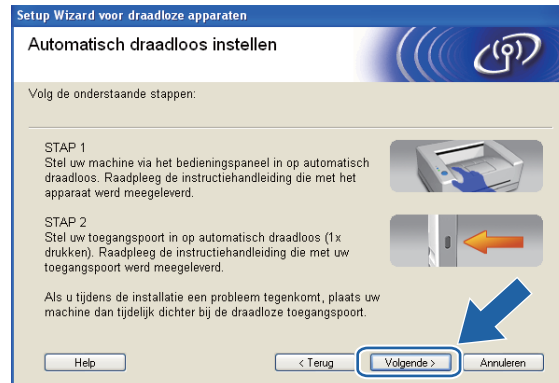 Setup Wizard voor draadloze apparaten
Automatisch draadloos instellen
Volg de onderstaande stappen:
STAP 1
Stel uw machine via het bedieningspaneel in op automatisch
draadloos. Raadpleeg de instructiehandleiding die met het
apparaat werd meegeleverd.
STAP 2
Stel uw toegangspoort in op automatisch draadloos (1x
drukken). Raadpleeg de instructiehandleiding die met uw
toegangspoort werd meegeleverd.
Als u tijdens de installatie een probleem tegenkomt, plaats uw
machine dan tijdelijk dichter bij de draadloze toegangspoort.
Help
< Terug
Volgende >
Annuleren